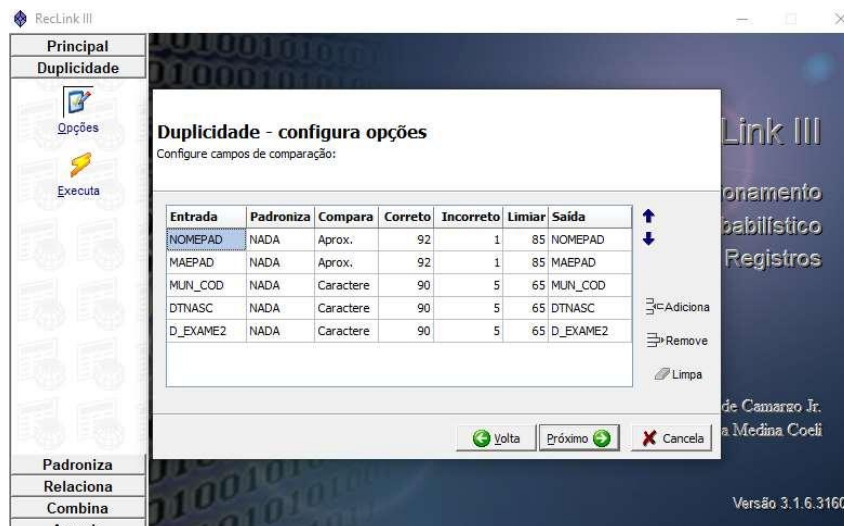 RecLink III
Principal
Duplicidade
Opções
Executa
Duplicidade - configura opções
Configure campos de comparação:
Entrada Padroniza Compara Correto Incorreto Limiar Saída
NOMEPAD NADA Aprox. 92 1 85 NOMEPAD
MAEPAD NADA Aprox. 92 1 85 MAEPAD
MUN_COD NADA Caractere 90 5 65 MUN_COD
DTNASC NADA Caractere 90 5 65 DTNASC
D_EXAME2 NADA Caractere 90 5 65 D_EXAME2
Adiciona
Remove
Limpa
Volta Próximo Cancela
Link III
onamento
babilístico
Registros
de Camargo Jr.
a Medina Coeli
Padroniza
Relaciona
Combina
Versão 3.1.6.3160